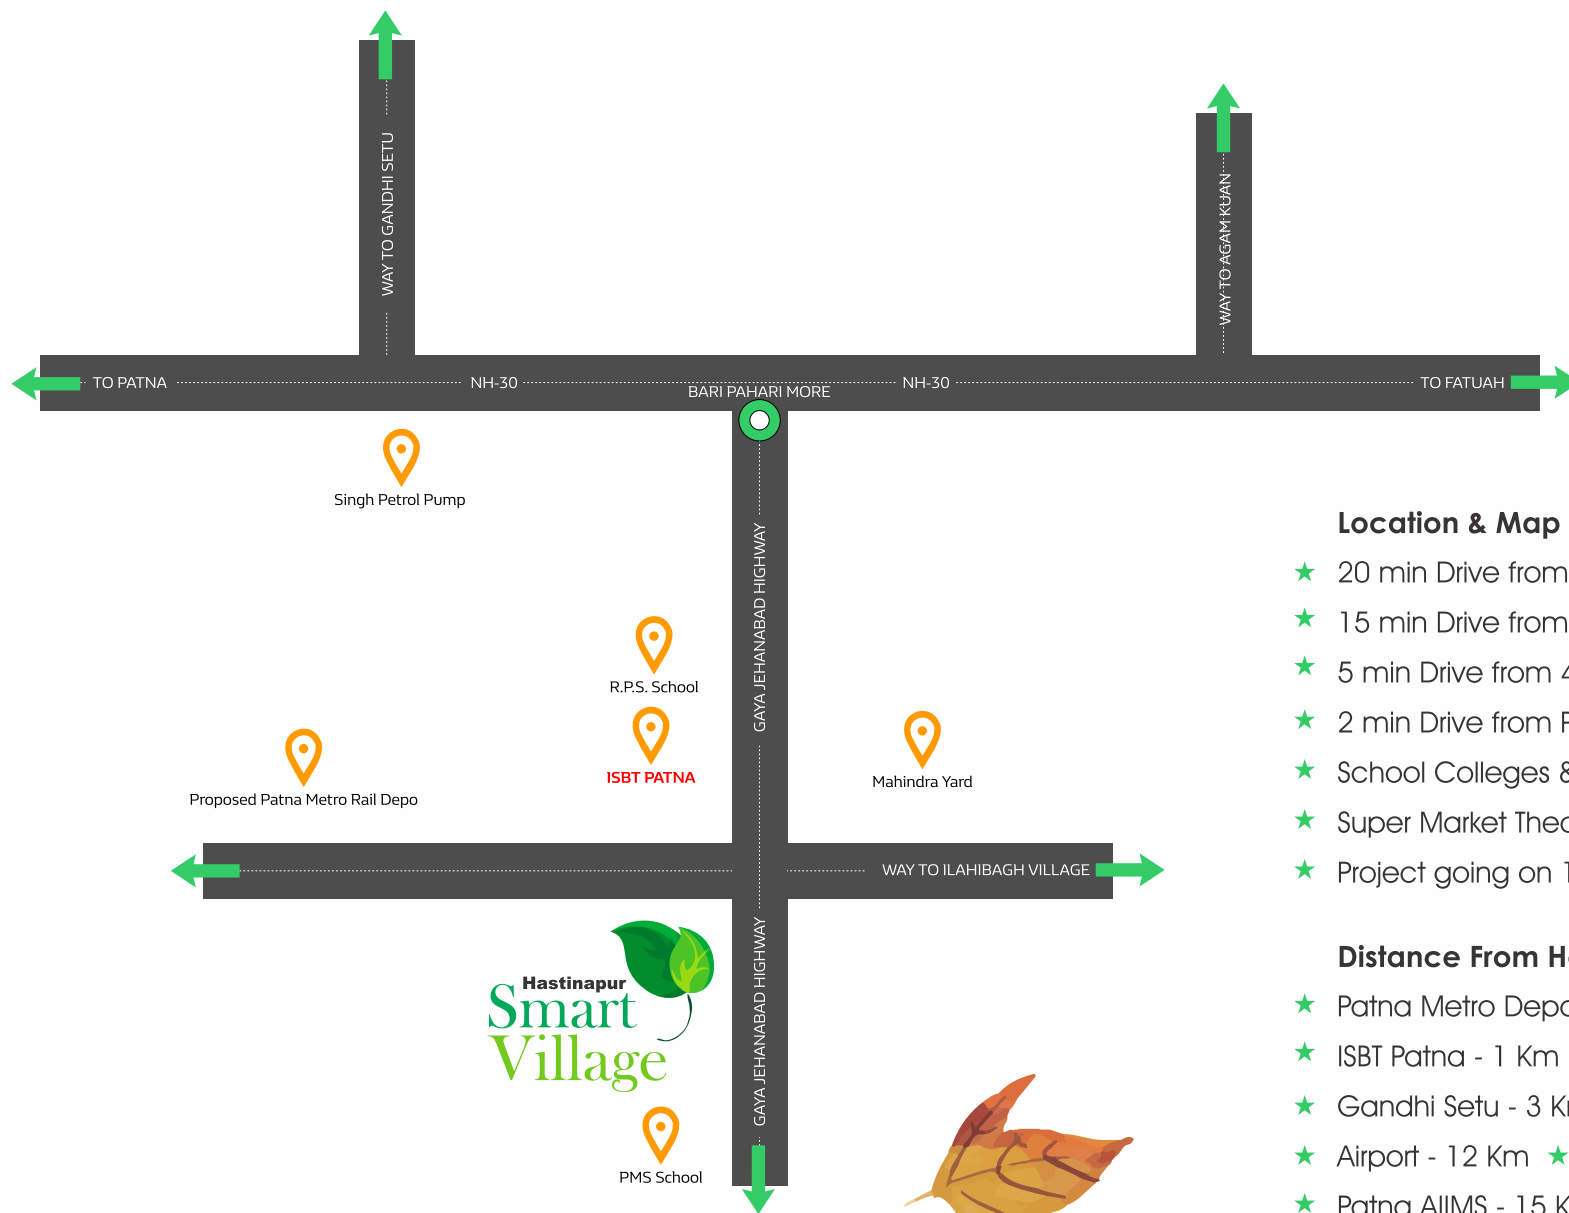 WAY TO GANDHI SETU
WAY TO AGAM KUAN
TO PATNA
NH-30
BARI PAHARI MORE
NH-30
TO FATUAH
Singh Petrol Pump
GAYA JEHANABAD HIGHWAY
R.P.S. School
ISBT PATNA
Mahindra Yard
Proposed Patna Metro Rail Depo
WAY TO ILAHIBAGH VILLAGE
Hastinapur
Smart
Village
GAYA JEHANABAD HIGHWAY
PMS School
Location & Map
20 min Drive from
15 min Drive from
5 min Drive from
2 min Drive from
School Colleges &
Super Market
Project going on
Distance From
Patna Metro
ISBT Patna - 1 Km
Gandhi Setu - 3
Airport - 12 Km
Patna AIIMS - 15